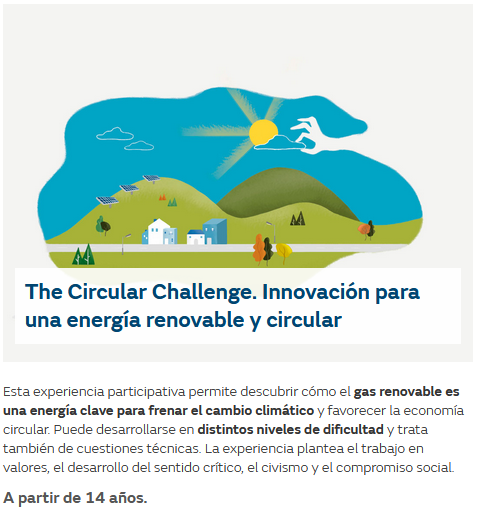 The Circular Challenge. Innovación para
una energía renovable y circular
Esta experiencia participativa permite descubrir cómo el gas renovable es
una energía clave para frenar el cambio climático y favorecer la economía
circular. Puede desarrollarse en distintos niveles de dificultad y trata
también de cuestiones técnicas. La experiencia plantea el trabajo en
valores, el desarrollo del sentido crítico, el civismo y el compromiso social.
A partir de 14 años.